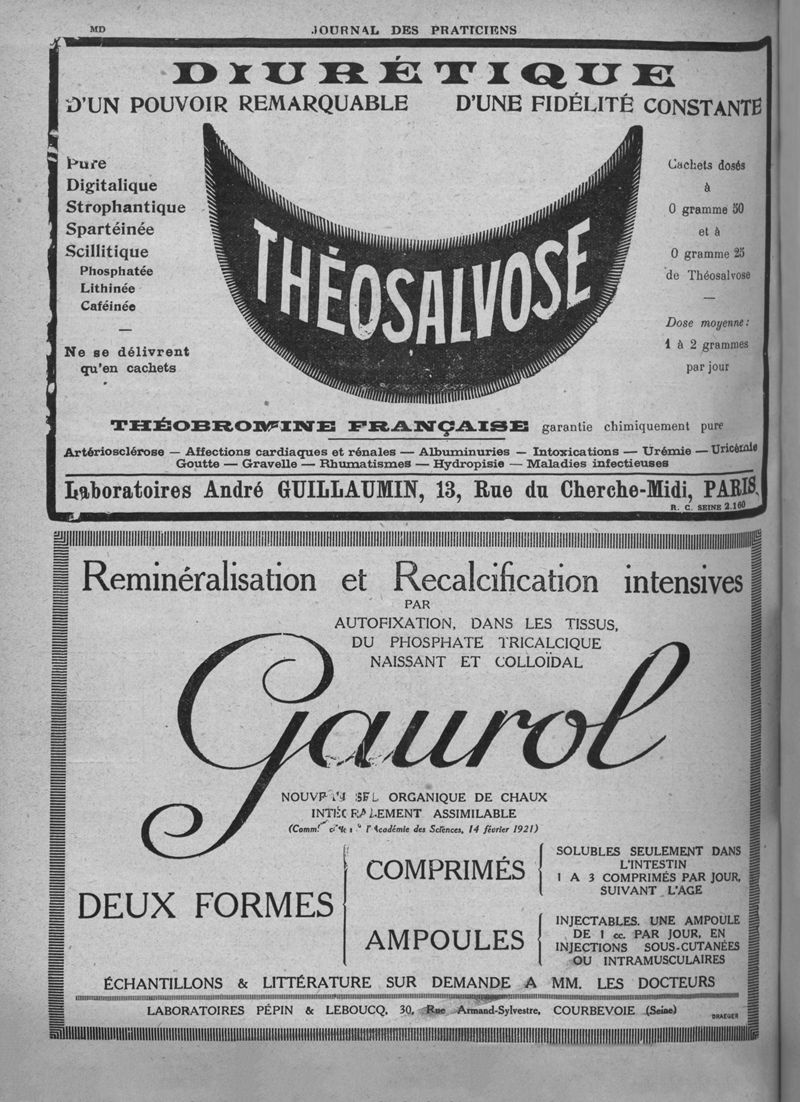 MD
JOURNAL DES PRATICIENS
DIURÉTIQUE
D'UN POUVOIR REMARQUABLE D'UNE FIDÉLITÉ CONSTANTE
Pure
Digitalique
Strophantique
Spartéinée
Scillitique
Phosphatée
Lithinée
Caféinée
—
Ne se délivrent
qu'en cachets
THÉOSALVOSE
Cachets dosés
à
0 gramme 50
et à
0 gramme 25
de Théosalvose
—
Dose moyenne:
1 à 2 grammes
par jour
THÉOBROMINE FRANÇAISE garantie chimiquement pure
Artériosclérose — Affections cardiaques et rénales — Albuminuries — Intoxications — Urémie — Uricémie
Goutte — Gravelle — Rhumatismes — Hydropisie — Maladies infectieuses
Laboratoires André GUILLAUMIN, 13, Rue du Cherche-Midi, PARIS.
R. C. SEINE 2.160
Reminéralisation et Recalcification intensives
PAR
AUTOFIXATION, DANS LES TISSUS,
DU PHOSPHATE TRICALCIQUE
NAISSANT ET COLLOÏDAL
Gaurol
NOUVEAU SEL ORGANIQUE DE CHAUX
INTÉGRALEMENT ASSIMILABLE
l'Académie des Sciences, 14 février 1921)
DEUX FORMES
COMPRIMÉS
SOLUBLES SEULEMENT DANS
L'INTESTIN
1 A 3 COMPRIMÉS PAR JOUR,
SUIVANT L'AGE
AMPOULES
INJECTABLES. UNE AMPOULE
DE 1 cc. PAR JOUR, EN
INJECTIONS SOUS-CUTANÉES
OU INTRAMUSCULAIRES
ÉCHANTILLONS & LITTÉRATURE SUR DEMANDE A MM. LES DOCTEURS
LABORATOIRES PÉPIN & LEBOUCQ, 30, Rue Armand-Sylvestre, COURBEVOIE (Seine)
DRAEGER